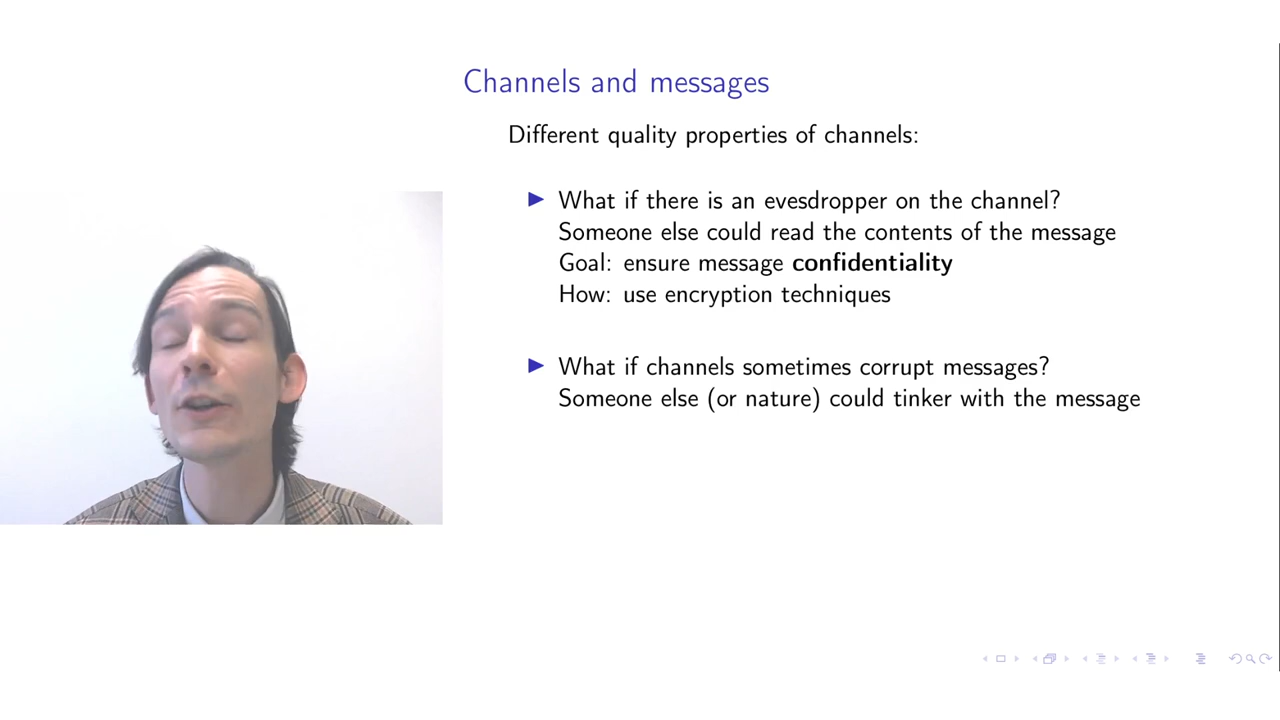 Channels and messages
Different quality properties of channels:
▶ What if there is an evesdropper on the channel?
Someone else could read the contents of the message
Goal: ensure message confidentiality
How: use encryption techniques
▶ What if channels sometimes corrupt messages?
Someone else (or nature) could tinker with the message